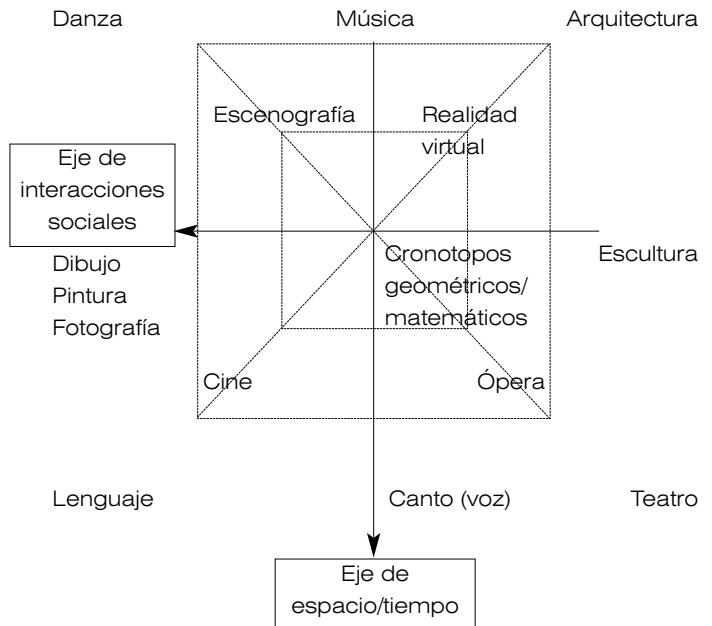 Danza
Música
Arquitectura
Escenografía
Realidad
virtual
Eje de
interacciones
sociales
Dibujo
Pintura
Fotografía
Cronotopos
geométricos/
matemáticos
Escultura
Cine
Ópera
Lenguaje
Canto (voz)
Teatro
Eje de
espacio/tiempo